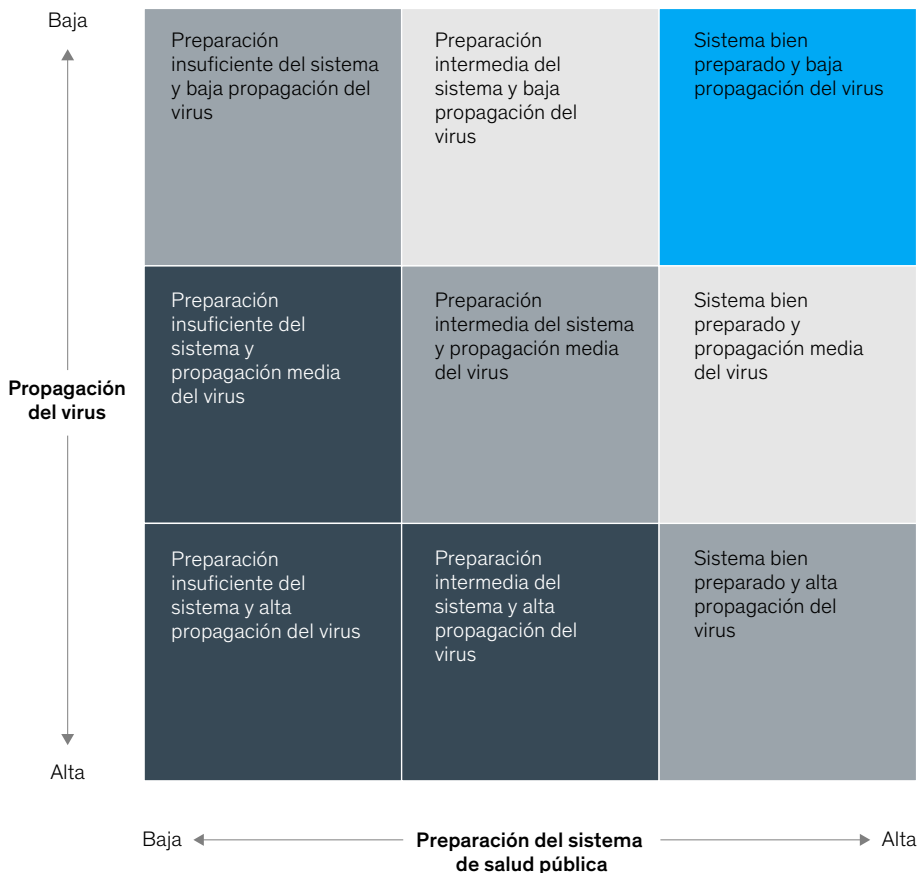 Baja
Preparación
insuficiente del sistema
y baja propagación del
virus
Preparación
intermedia del
sistema y baja
propagación del
virus
Sistema bien
preparado y baja
propagación del virus
Preparación
insuficiente del
sistema y
propagación media
del virus
Preparación
intermedia del sistema
y propagación media
del virus
Sistema bien
preparado y
propagación media
del virus
Propagación
del virus
Preparación
insuficiente del
sistema y alta
propagación del virus
Preparación
intermedia del
sistema y alta
propagación del
virus
Sistema bien
preparado y alta
propagación del
virus
Alta
Baja
Preparación del sistema
de salud pública
Alta